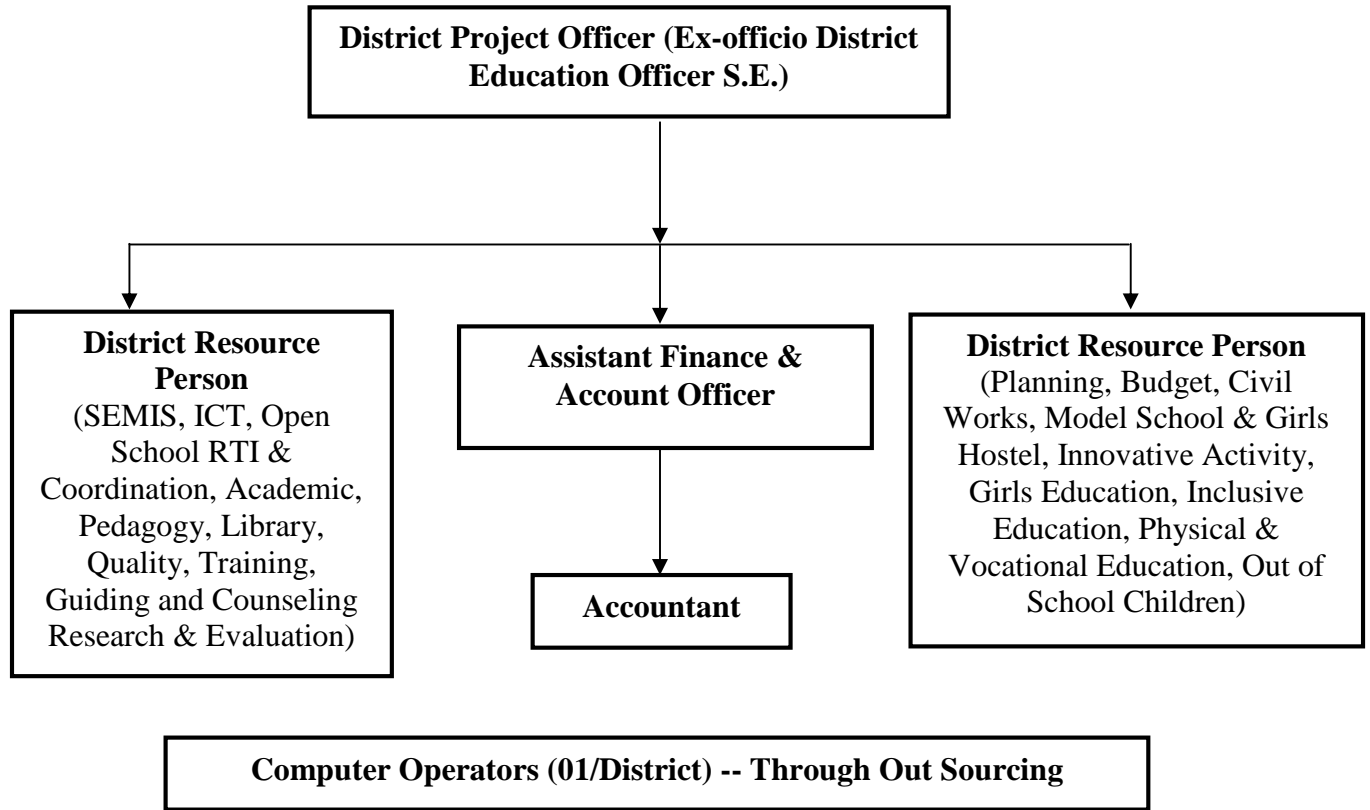 District Project Officer (Ex-officio District
Education Officer S.E.)
District Resource
Person
(SEMIS, ICT, Open
School RTI &
Coordination, Academic,
Pedagogy, Library,
Quality, Training,
Guiding and Counseling
Research & Evaluation)
Assistant Finance &
Account Officer
Accountant
District Resource Person
(Planning, Budget, Civil
Works, Model School & Girls
Hostel, Innovative Activity,
Girls Education, Inclusive
Education, Physical &
Vocational Education, Out of
School Children)
Computer Operators (01/District) -- Through Out Sourcing